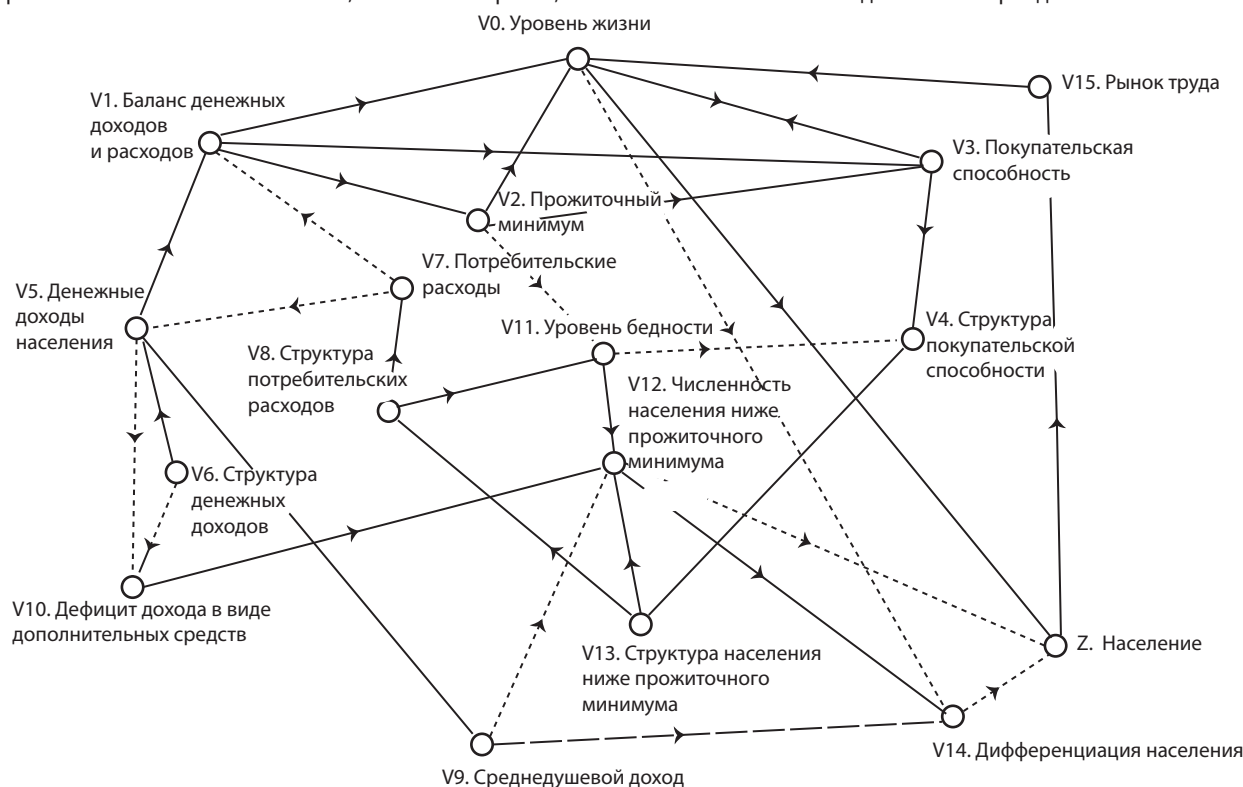 V0. Уровень жизни
V15. Рынок труда
V1. Баланс денежных
доходов
и расходов
V3. Покупательская
способность
V2. Прожиточный
минимум
V7. Потребительские
расходы
V5. Денежные
доходы
населения
V11. Уровень бедности
V4. Структура
покупательской
способности
V8. Структура
потребительских
расходов
V12. Численность
населения ниже
прожиточного
минимума
V6. Структура
денежных
доходов
V10. Дефицит дохода в виде
дополнительных средств
V13. Структура населения
ниже прожиточного
минимума
Z. Население
V14. Дифференциация населения
V9. Среднедушевой доход